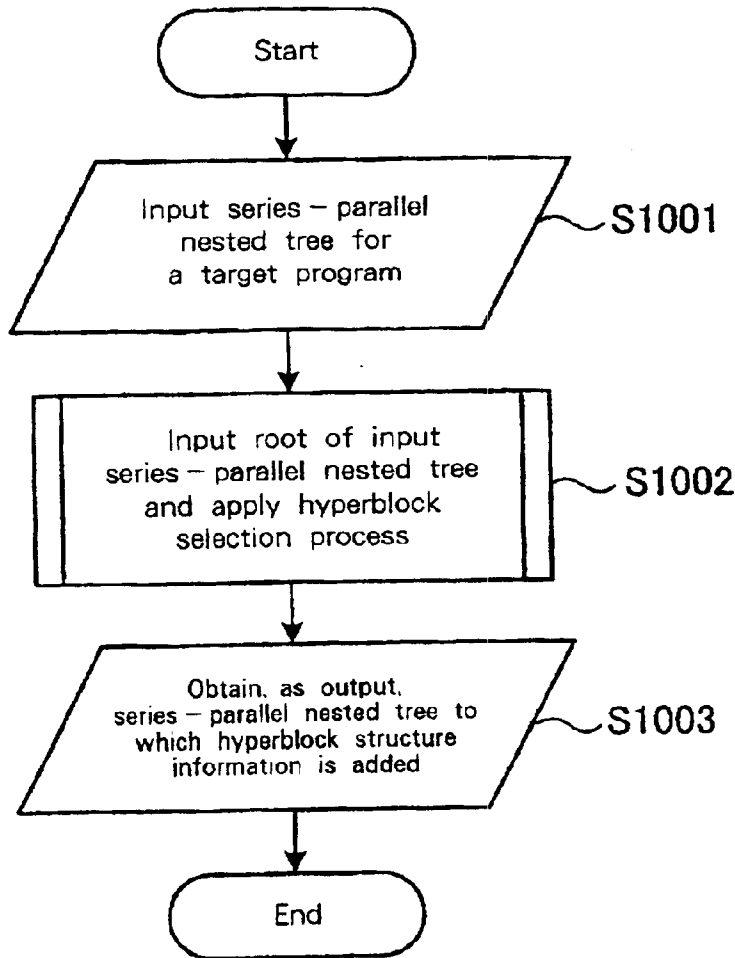 Start
Input series-parallel
nested tree for
a target program
S1001
Input root of input
series-parallel nested tree
and apply hyperblock
selection process
S1002
Obtain, as output,
series-parallel nested tree to
which hyperblock structure
information is added
S1003
End